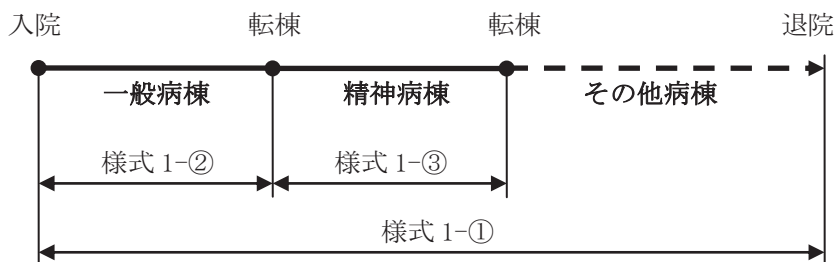 入院 転棟 転棟 退院
一般病棟 精神病棟 その他病棟
様式 1-② 様式 1-③
様式 1-①